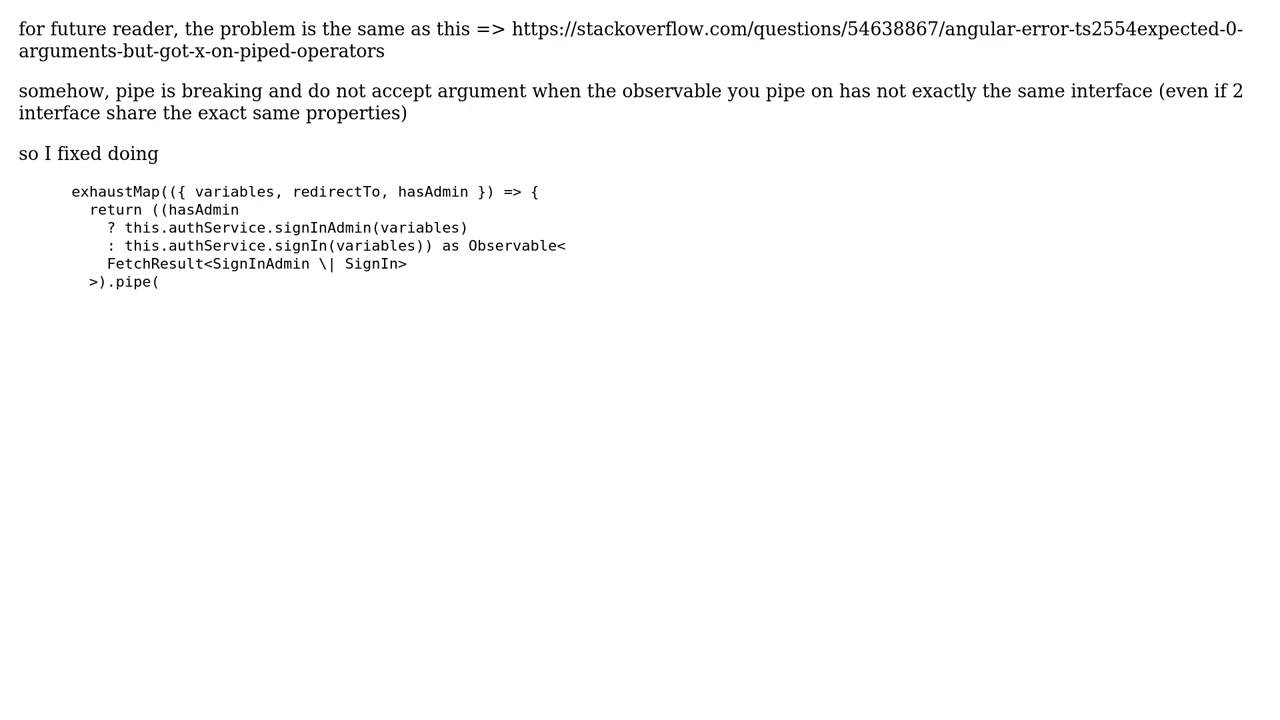 for future reader, the problem is the same as this => https://stackoverflow.com/questions/54638867/angular-error-ts2554expected-0-
arguments-but-got-x-on-piped-operators
somehow, pipe is breaking and do not accept argument when the observable you pipe on has not exactly the same interface (even if 2
interface share the exact same properties)
so I fixed doing
exhaustMap(({ variables, redirectTo, hasAdmin }) => {
  return ((hasAdmin
    ? this.authService.signInAdmin(variables)
    : this.authService.signIn(variables)) as Observable<
    FetchResult<SignInAdmin \| SignIn>
  >).pipe(